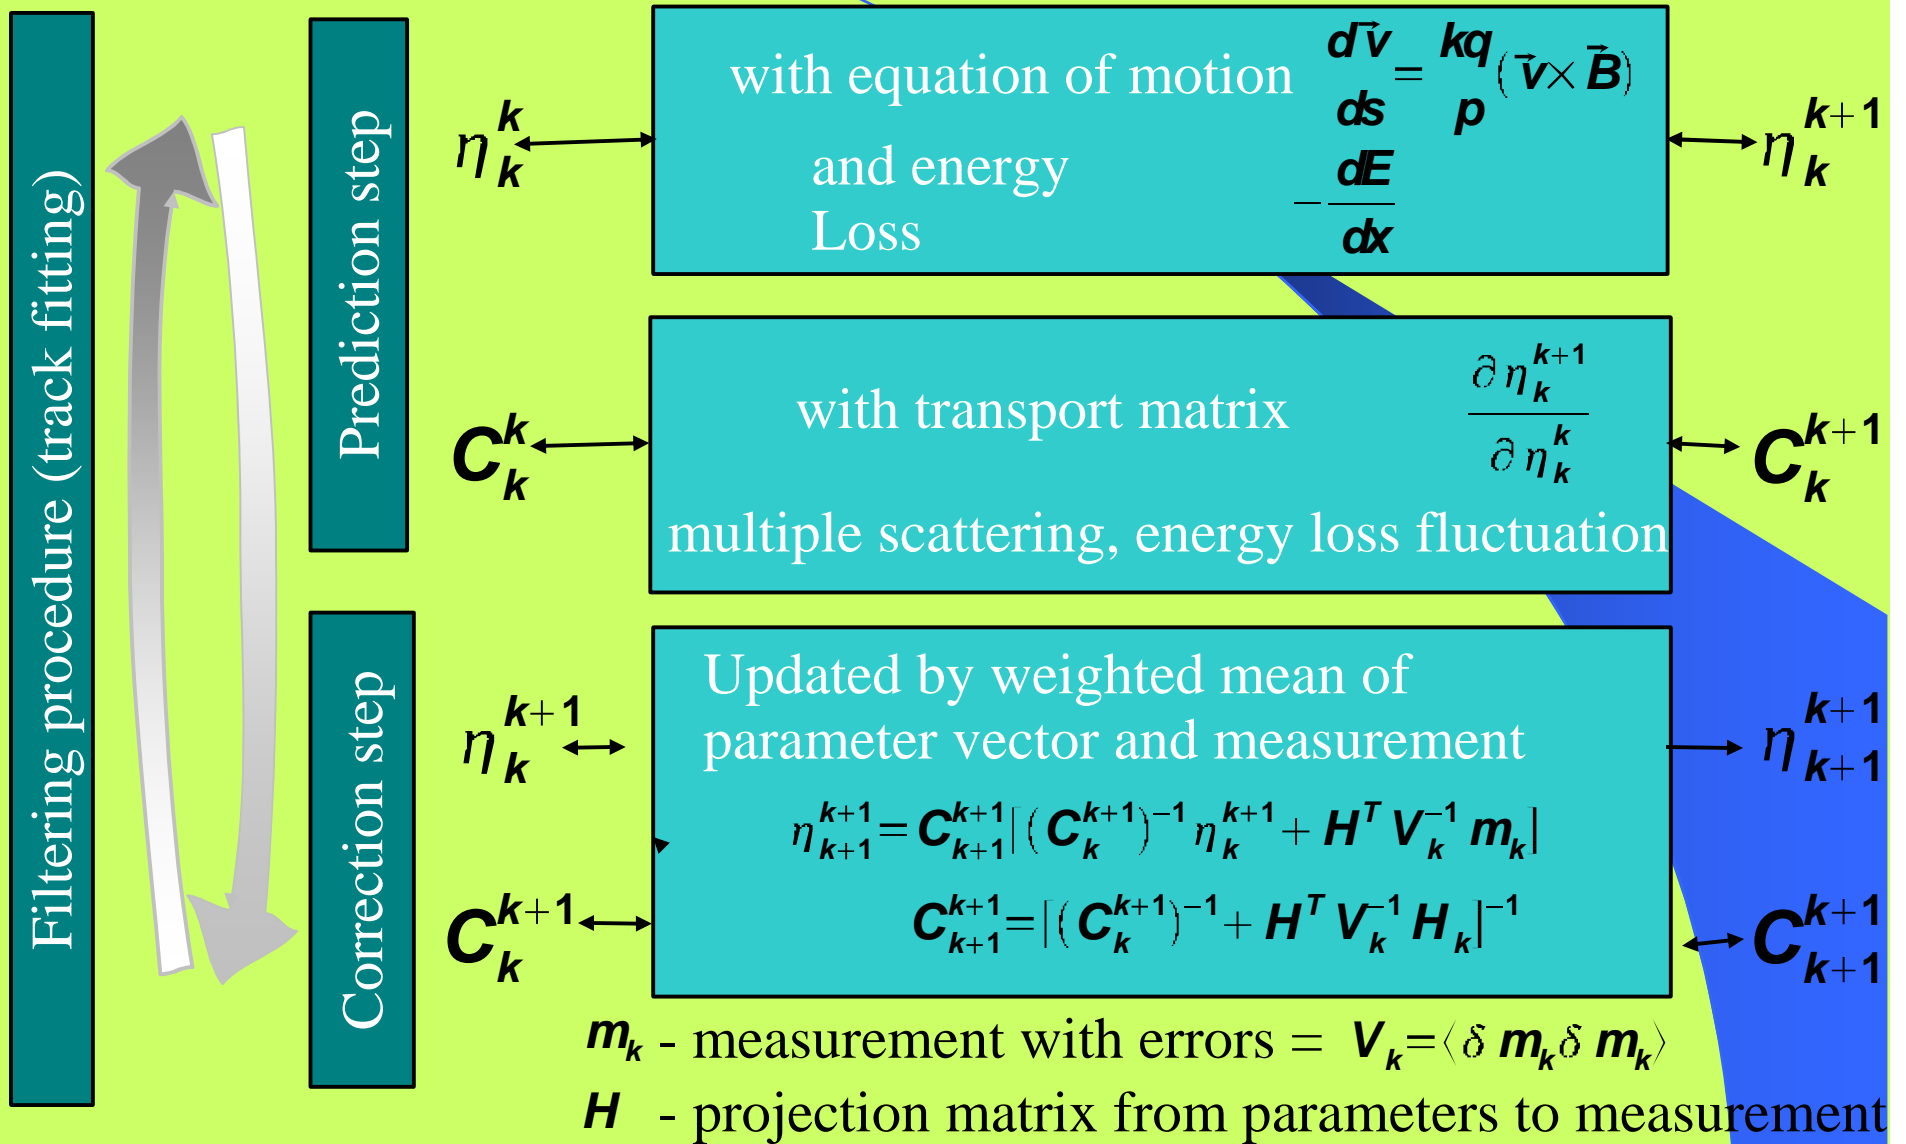 Filtering procedure (track fitting)
Prediction step
η_k^k
with equation of motion d\vec{v}/ds = kq/p (\vec{v}×\vec{B})
and energy
Loss
−dE/dx
η_k^{k+1}
C_k^k
with transport matrix ∂η_k^{k+1}/∂η_k^k
multiple scattering, energy loss fluctuation
C_k^{k+1}
Correction step
η_k^{k+1}
Updated by weighted mean of
parameter vector and measurement
η_{k+1}^{k+1} = C_{k+1}^{k+1}[(C_k^{k+1})^{−1} η_k^{k+1} + H^T V_k^{−1} m_k]
η_{k+1}^{k+1}
C_k^{k+1}
C_{k+1}^{k+1} = [(C_k^{k+1})^{−1} + H^T V_k^{−1} H_k]^{−1}
C_{k+1}^{k+1}
m_k - measurement with errors = V_k=⟨δ m_k δ m_k⟩
H - projection matrix from parameters to measurement